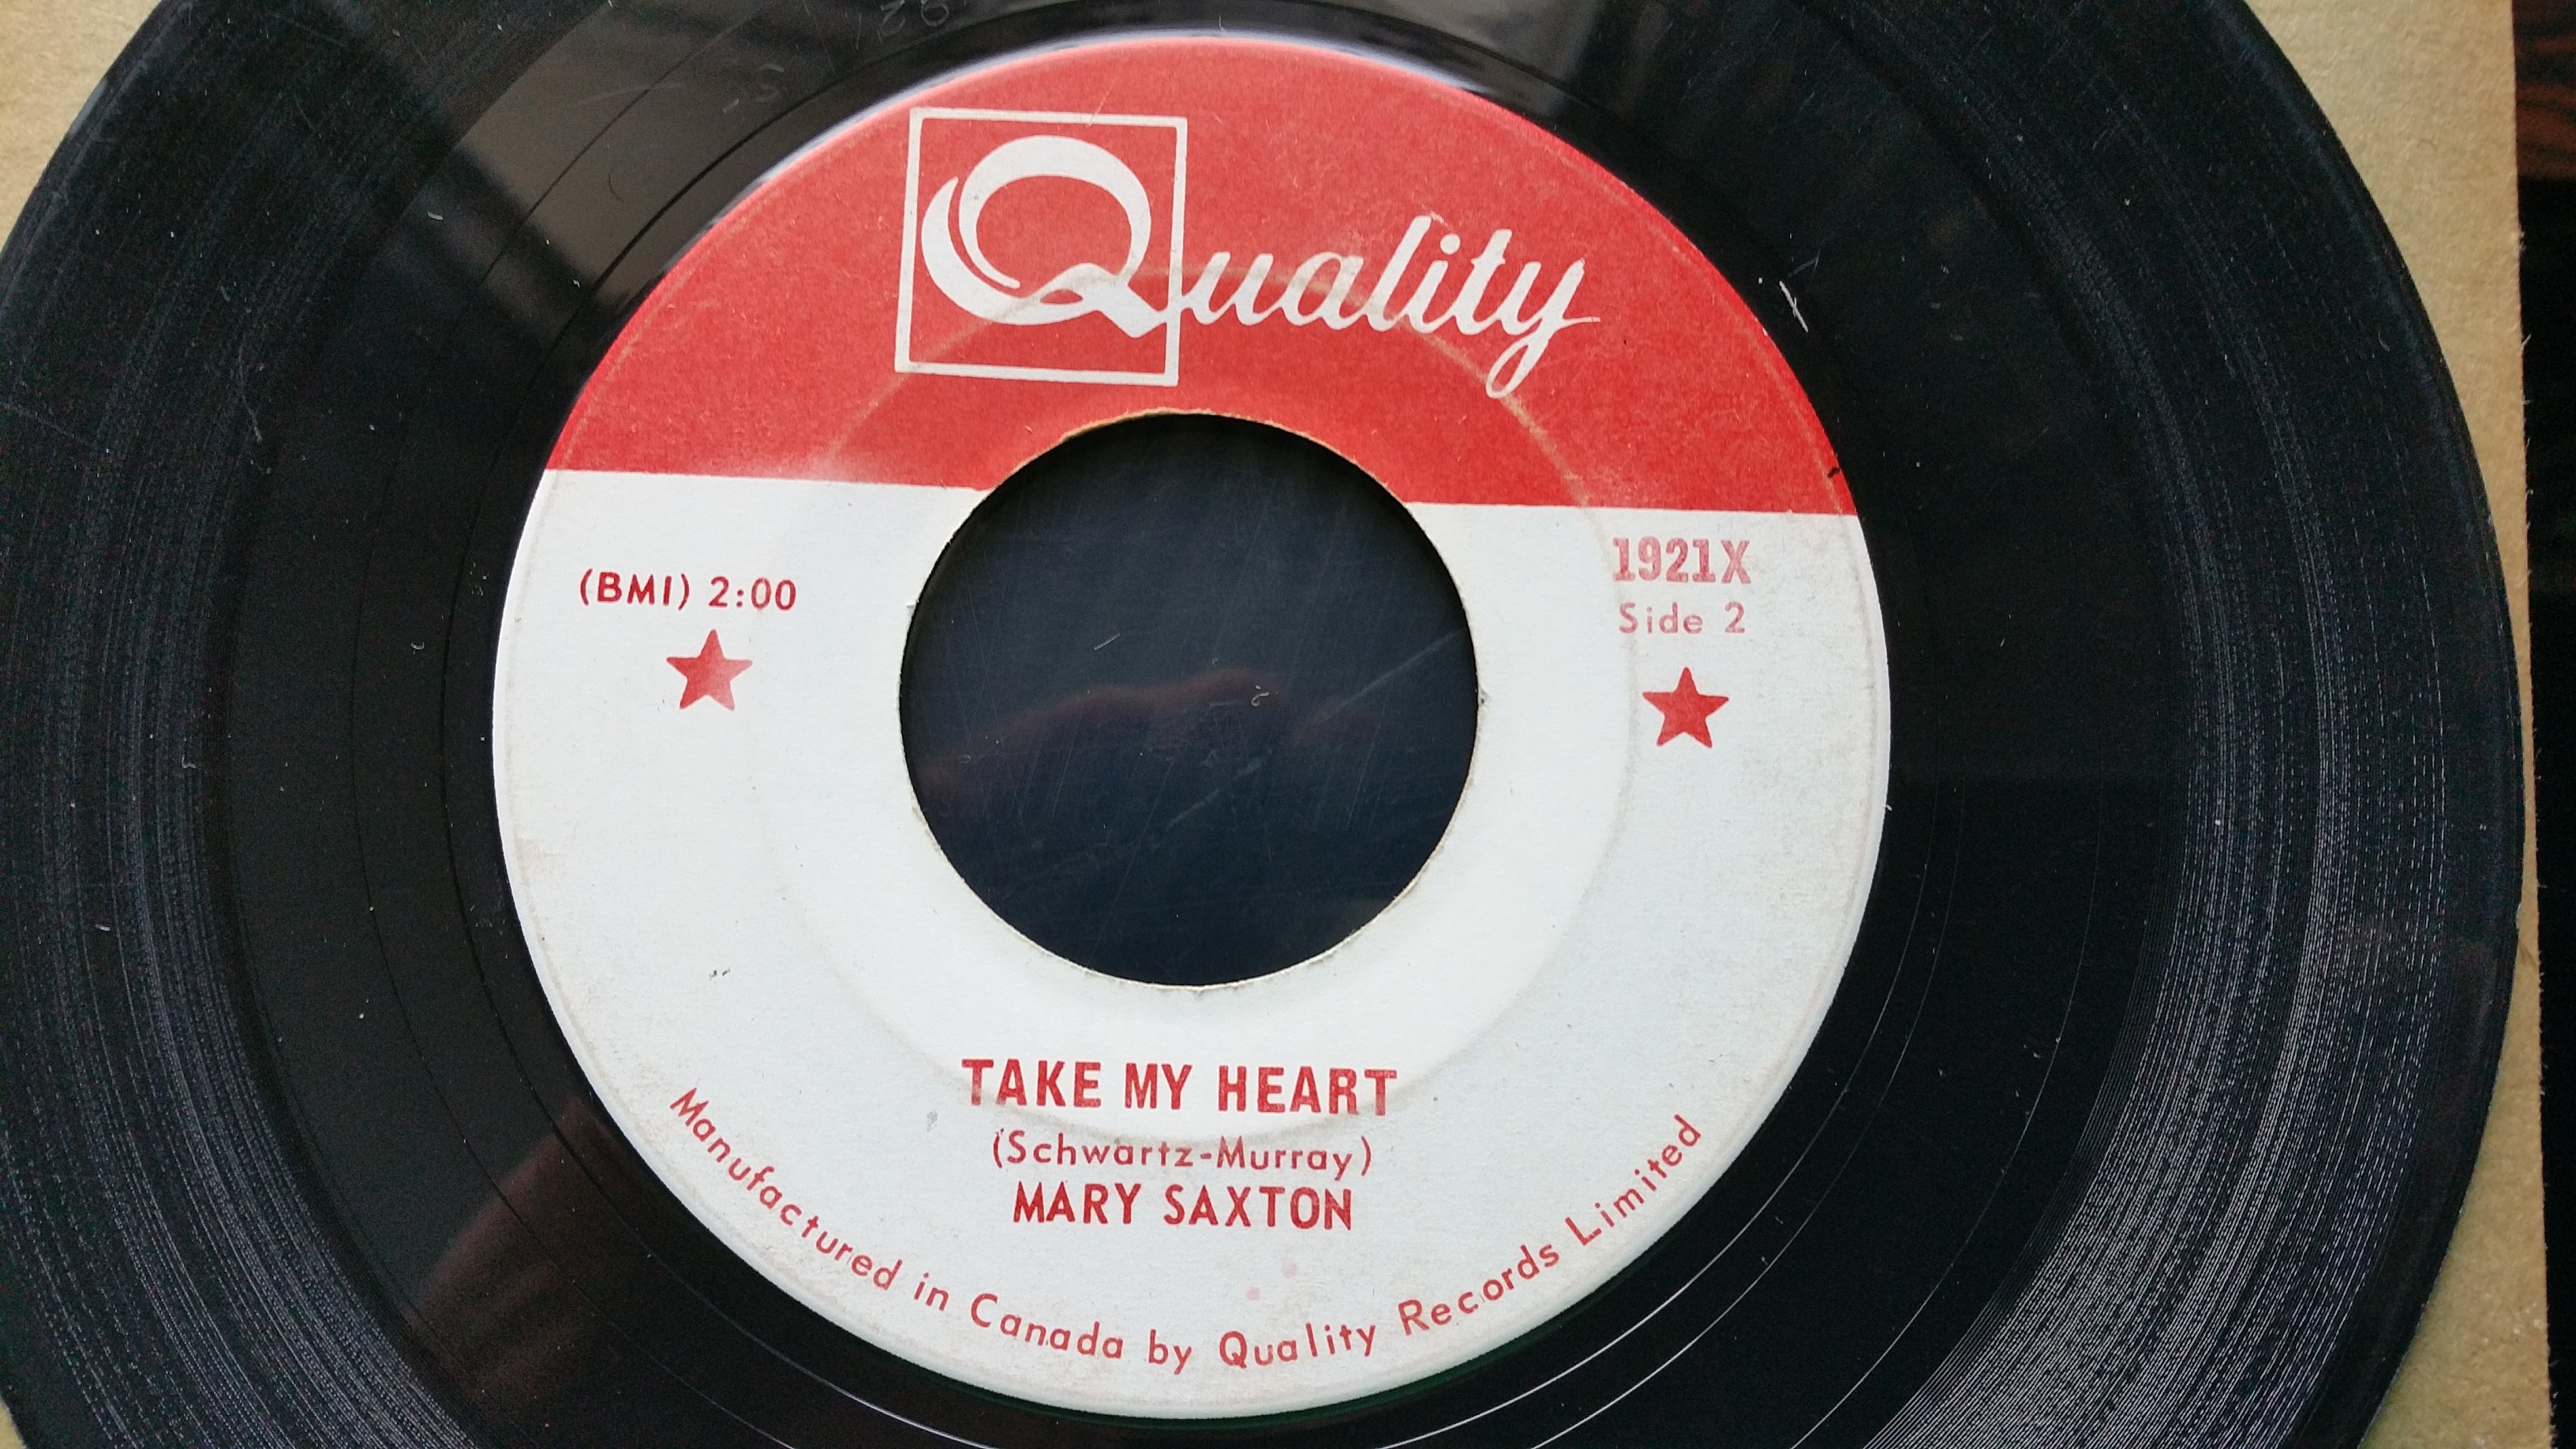 Quality
1921X
(BMI) 2:00
Side 2
TAKE MY HEART
(Schwartz-Murray)
MARY SAXTON
Manufactured in Canada by Quality Records Limited